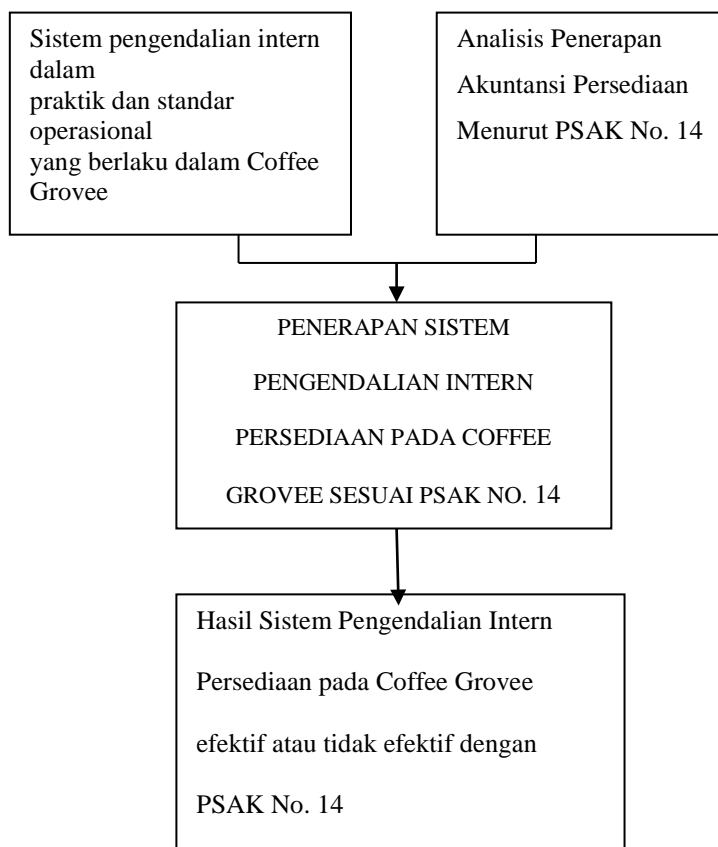 Sistem pengendalian intern
dalam
praktik dan standar
operasional
yang berlaku dalam Coffee
Grovee
Analisis Penerapan
Akuntansi Persediaan
Menurut PSAK No. 14
PENERAPAN SISTEM
PENGENDALIAN INTERN
PERSEDIAAN PADA COFFEE
GROVEE SESUAI PSAK NO. 14
Hasil Sistem Pengendalian Intern
Persediaan pada Coffee Grovee
efektif atau tidak efektif dengan
PSAK No. 14